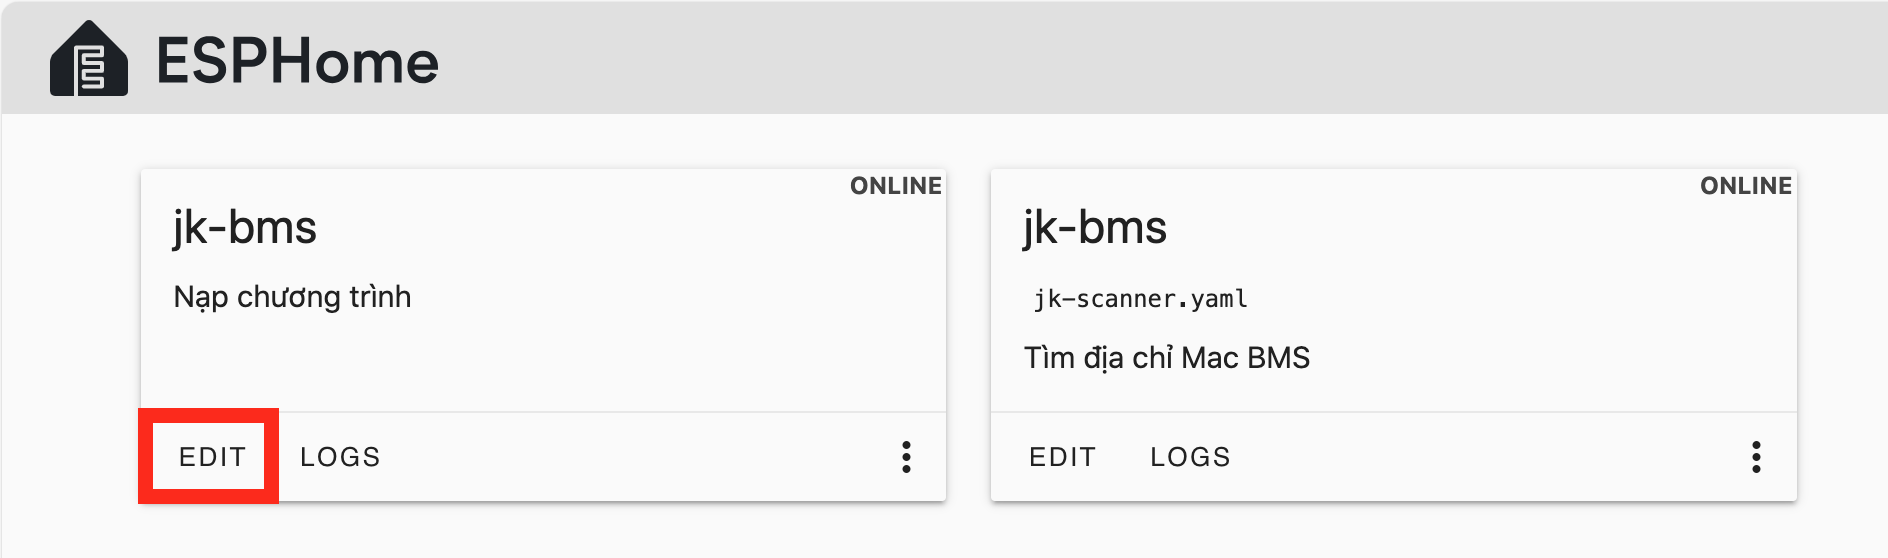 ESPHome
ONLINE
jk-bms
Nạp chương trình
EDIT LOGS
ONLINE
jk-bms
jk-scanner.yaml
Tìm địa chỉ Mac BMS
EDIT LOGS